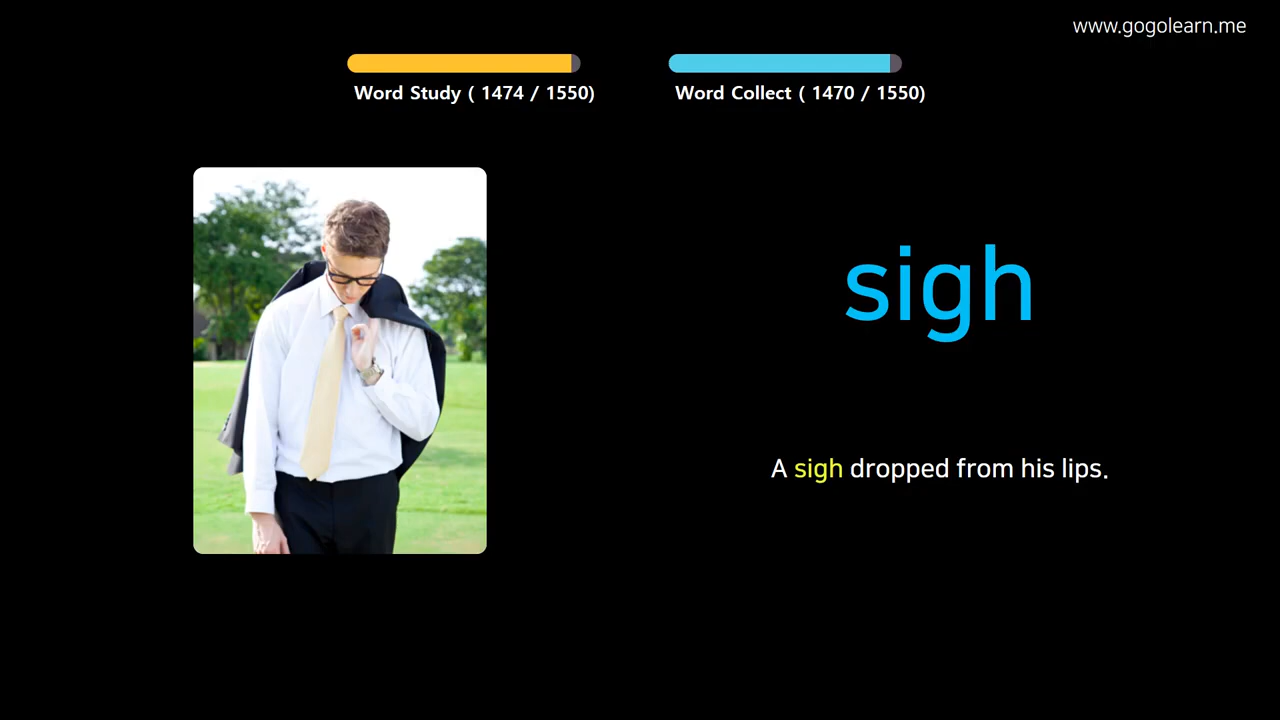 www.gogolearn.me
Word Study ( 1474 / 1550)
Word Collect ( 1470 / 1550)
sigh
A sigh dropped from his lips.